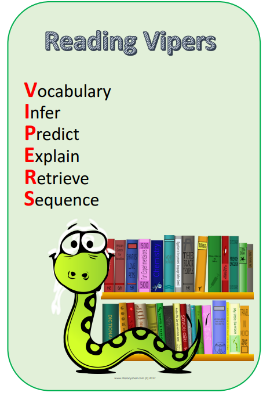 Reading Vipers
Vocabulary
Infer
Predict
Explain
Retrieve
Sequence